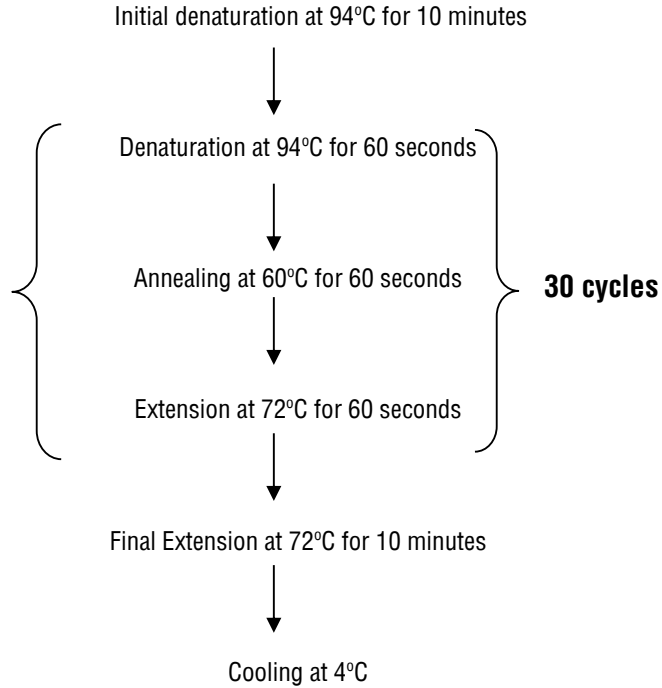 Initial denaturation at 94ºC for 10 minutes
Denaturation at 94ºC for 60 seconds
Annealing at 60ºC for 60 seconds
30 cycles
Extension at 72ºC for 60 seconds
Final Extension at 72ºC for 10 minutes
Cooling at 4ºC